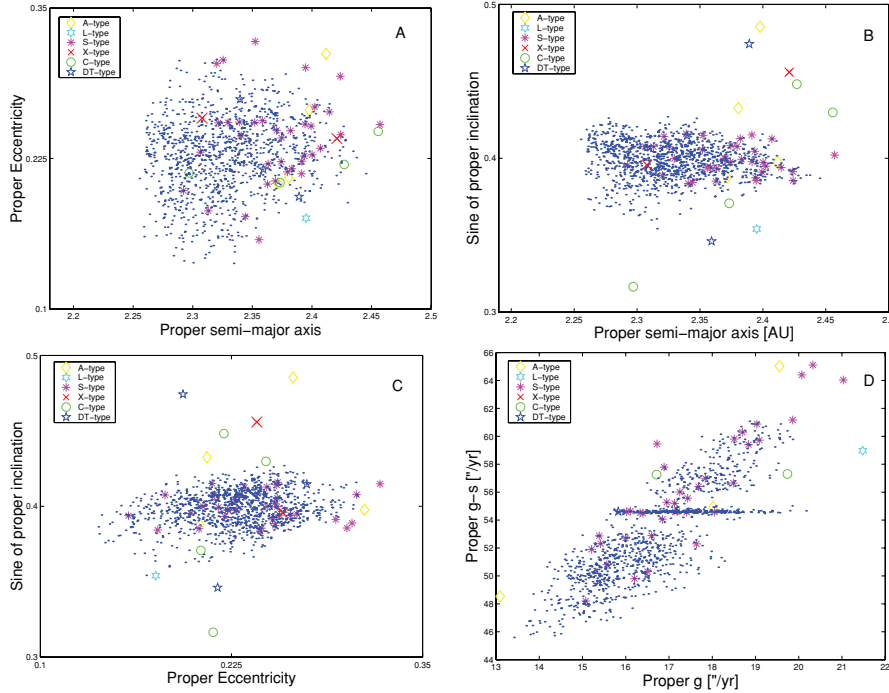 A
A−type
L−type
S−type
X−type
C−type
DT−type
Proper Eccentricity
0.35
0.225
0.1
2.2 2.25 2.3 2.35 2.4 2.45 2.5
Proper semi−major axis
B
A−type
L−type
S−type
X−type
C−type
DT−type
Sine of proper inclination
0.5
0.4
0.3
2.2 2.25 2.3 2.35 2.4 2.45 2.5
Proper semi−major axis [AU]
C
A−type
L−type
S−type
X−type
C−type
DT−type
Sine of proper inclination
0.5
0.4
0.3
0.1 0.225 0.35
Proper Eccentricity
D
A−type
L−type
S−type
X−type
C−type
DT−type
Proper g−s ["/yr]
66
64
62
60
58
56
54
52
50
48
46
44
13 14 15 16 17 18 19 20 21 22
Proper g ["/yr]